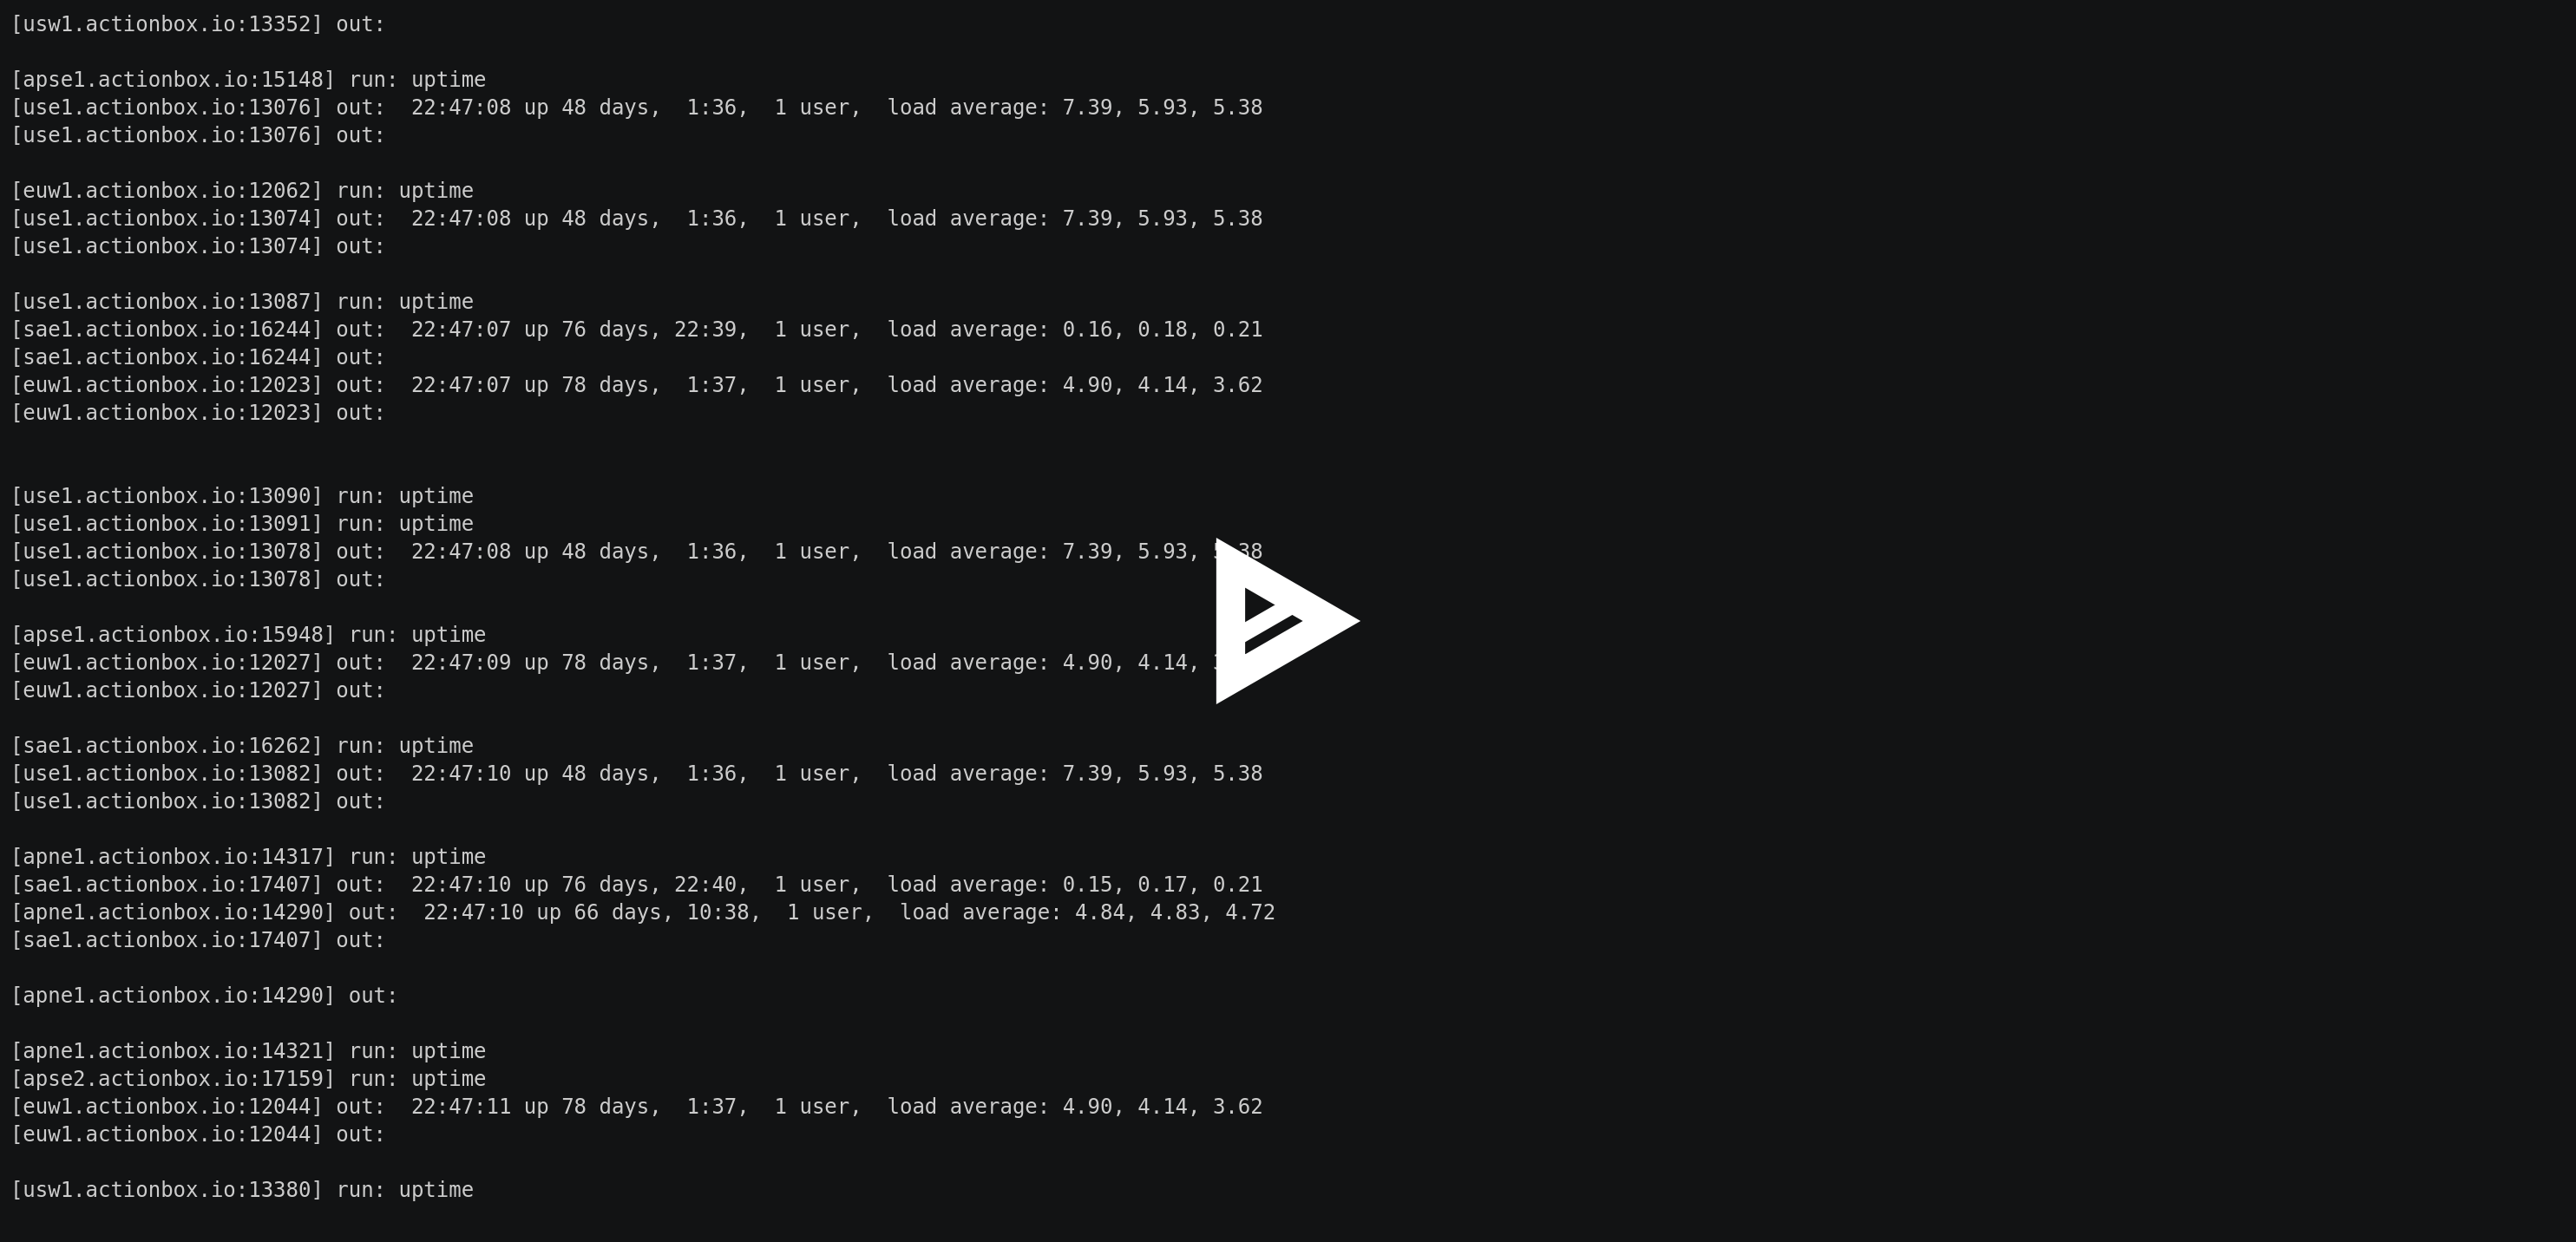 [usw1.actionbox.io:13352] out:
[apse1.actionbox.io:15148] run: uptime
[use1.actionbox.io:13076] out:  22:47:08 up 48 days,  1:36,  1 user,  load average: 7.39, 5.93, 5.38
[use1.actionbox.io:13076] out:
[euw1.actionbox.io:12062] run: uptime
[use1.actionbox.io:13074] out:  22:47:08 up 48 days,  1:36,  1 user,  load average: 7.39, 5.93, 5.38
[use1.actionbox.io:13074] out:
[use1.actionbox.io:13087] run: uptime
[sae1.actionbox.io:16244] out:  22:47:07 up 76 days, 22:39,  1 user,  load average: 0.16, 0.18, 0.21
[sae1.actionbox.io:16244] out:
[euw1.actionbox.io:12023] out:  22:47:07 up 78 days,  1:37,  1 user,  load average: 4.90, 4.14, 3.62
[euw1.actionbox.io:12023] out:
[use1.actionbox.io:13090] run: uptime
[use1.actionbox.io:13091] run: uptime
[use1.actionbox.io:13078] out:  22:47:08 up 48 days,  1:36,  1 user,  load average: 7.39, 5.93,
[use1.actionbox.io:13078] out:
[apse1.actionbox.io:15948] run: uptime
[euw1.actionbox.io:12027] out:  22:47:09 up 78 days,  1:37,  1 user,  load average: 4.90, 4.14,
[euw1.actionbox.io:12027] out:
[sae1.actionbox.io:16262] run: uptime
[use1.actionbox.io:13082] out:  22:47:10 up 48 days,  1:36,  1 user,  load average: 7.39, 5.93, 5.38
[use1.actionbox.io:13082] out:
[apne1.actionbox.io:14317] run: uptime
[sae1.actionbox.io:17407] out:  22:47:10 up 76 days, 22:40,  1 user,  load average: 0.15, 0.17, 0.21
[apne1.actionbox.io:14290] out:  22:47:10 up 66 days, 10:38,  1 user,  load average: 4.84, 4.83, 4.72
[sae1.actionbox.io:17407] out:
[apne1.actionbox.io:14290] out:
[apne1.actionbox.io:14321] run: uptime
[apse2.actionbox.io:17159] run: uptime
[euw1.actionbox.io:12044] out:  22:47:11 up 78 days,  1:37,  1 user,  load average: 4.90, 4.14, 3.62
[euw1.actionbox.io:12044] out:
[usw1.actionbox.io:13380] run: uptime